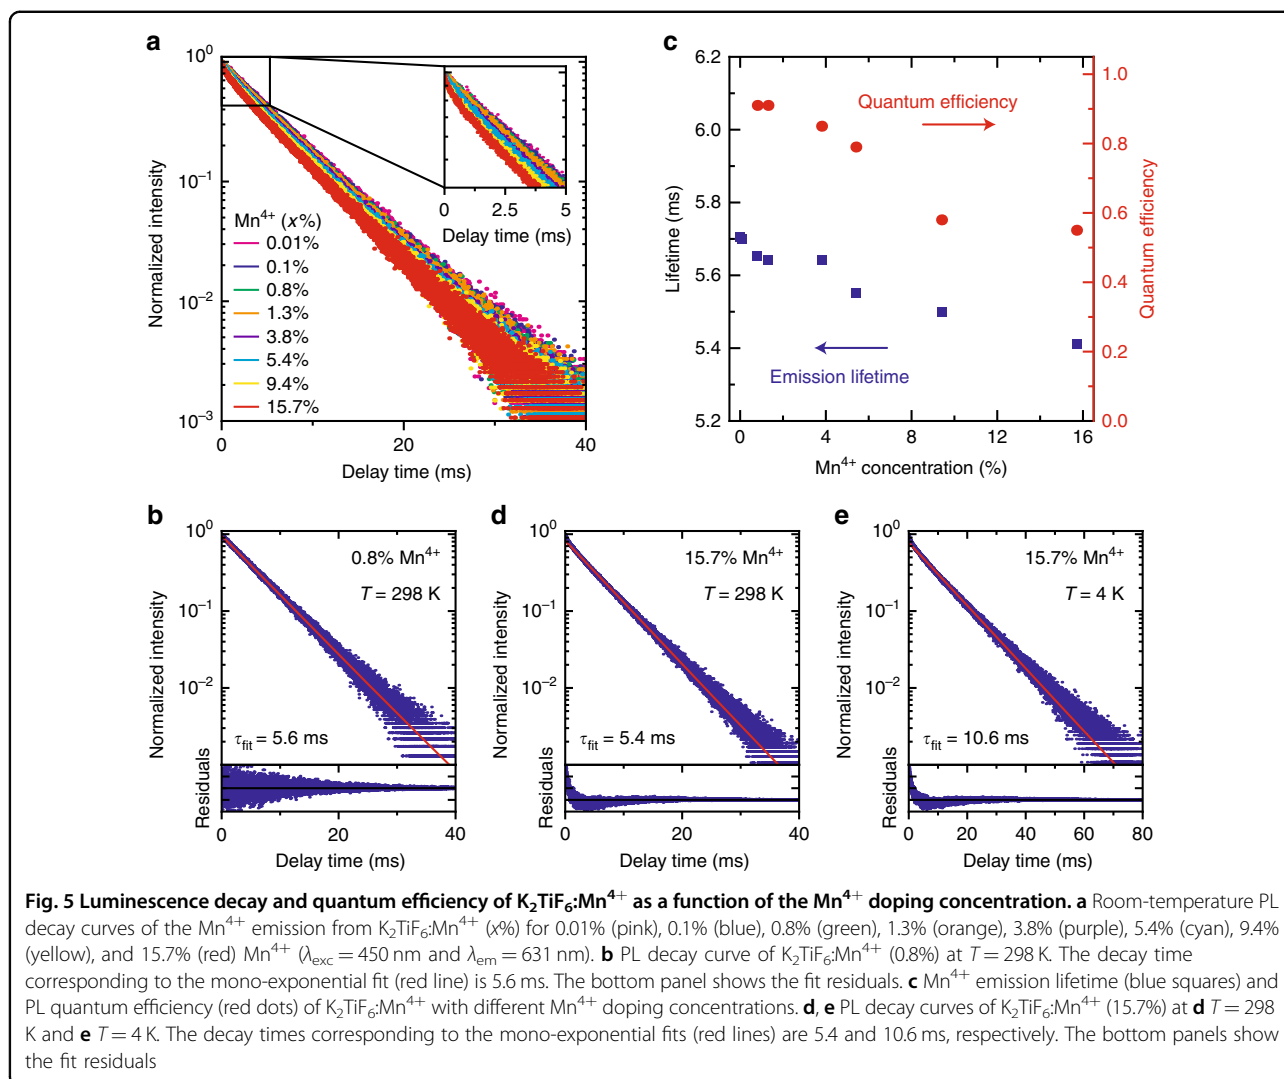 a
10⁰
10⁻¹
10⁻²
10⁻³
Normalized intensity
Mn⁴⁺ (x%)
0.01%
0.1%
0.8%
1.3%
3.8%
5.4%
9.4%
15.7%
0 2.5 5
Delay time (ms)
0 20 40
Delay time (ms)
c
6.2
6.0
5.8
5.6
5.4
5.2
Lifetime (ms)
Quantum efficiency
Emission lifetime
1.0
0.8
0.6
0.4
0.2
0.0
Quantum efficiency
0 4 8 12 16
Mn⁴⁺ concentration (%)
b
10⁰
10⁻¹
10⁻²
Normalized intensity
0.8% Mn⁴⁺
T = 298 K
τfit = 5.6 ms
Residuals
0 20 40
Delay time (ms)
d
10⁰
10⁻¹
10⁻²
Normalized intensity
15.7% Mn⁴⁺
T = 298 K
τfit = 5.4 ms
Residuals
0 20 40
Delay time (ms)
e
10⁰
10⁻¹
10⁻²
Normalized intensity
15.7% Mn⁴⁺
T = 4 K
τfit = 10.6 ms
Residuals
0 20 40 60 80
Delay time (ms)
Fig. 5 Luminescence decay and quantum efficiency of K₂TiF₆:Mn⁴⁺ as a function of the Mn⁴⁺ doping concentration. a Room-temperature PL
decay curves of the Mn⁴⁺ emission from K₂TiF₆:Mn⁴⁺ (x%) for 0.01% (pink), 0.1% (blue), 0.8% (green), 1.3% (orange), 3.8% (purple), 5.4% (cyan), 9.4%
(yellow), and 15.7% (red) Mn⁴⁺ (λexc = 450 nm and λem = 631 nm). b PL decay curve of K₂TiF₆:Mn⁴⁺ (0.8%) at T = 298 K. The decay time
corresponding to the mono-exponential fit (red line) is 5.6 ms. The bottom panel shows the fit residuals. c Mn⁴⁺ emission lifetime (blue squares) and
PL quantum efficiency (red dots) of K₂TiF₆:Mn⁴⁺ with different Mn⁴⁺ doping concentrations. d, e PL decay curves of K₂TiF₆:Mn⁴⁺ (15.7%) at d T = 298
K and e T = 4 K. The decay times corresponding to the mono-exponential fits (red lines) are 5.4 and 10.6 ms, respectively. The bottom panels show
the fit residuals